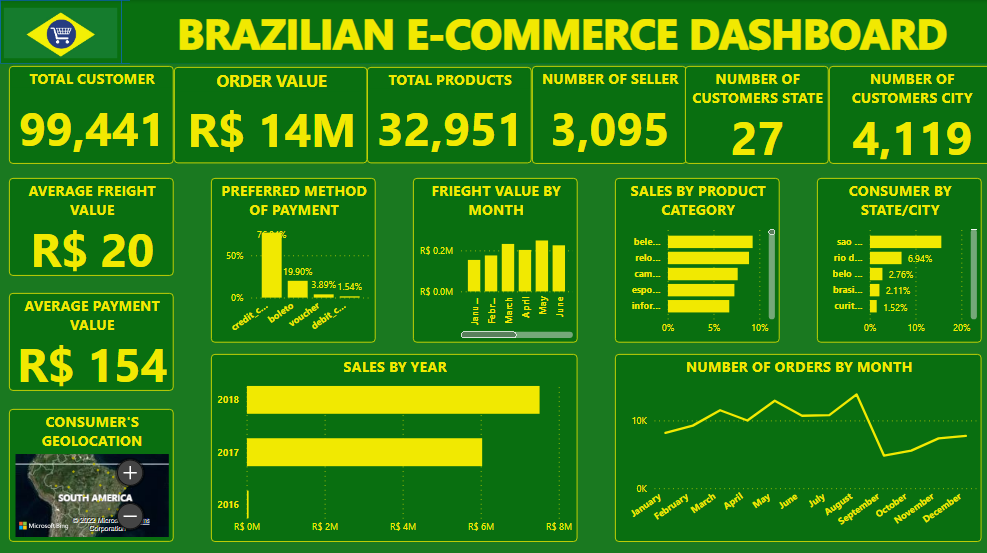 BRAZILIAN E-COMMERCE DASHBOARD
TOTAL CUSTOMER
99,441
ORDER VALUE
R$ 14M
TOTAL PRODUCTS
32,951
NUMBER OF SELLER
3,095
NUMBER OF
CUSTOMERS STATE
27
NUMBER OF
CUSTOMERS CITY
4,119
AVERAGE FREIGHT
VALUE
R$ 20
AVERAGE PAYMENT
VALUE
R$ 154
CONSUMER'S
GEOLOCATION
SOUTH AMERICA
Microsoft Bing
© 2022 Micros...
Corporation
PREFERRED METHOD
OF PAYMENT
50%
0%
19.90%
3.89%
1.54%
credit_c...
boleto
voucher
debit_c...
FRIEGHT VALUE BY
MONTH
R$ 0.2M
R$ 0.0M
Janu...
Febr...
March
April
May
June
SALES BY PRODUCT
CATEGORY
bele...
relo...
cam...
espo...
infor...
0%
5%
10%
CONSUMER BY
STATE/CITY
sao ...
rio d...
6.94%
belo ...
2.76%
brasi...
2.11%
curit...
1.52%
0%
10%
20%
SALES BY YEAR
2018
2017
2016
R$ 0M
R$ 2M
R$ 4M
R$ 6M
R$ 8M
NUMBER OF ORDERS BY MONTH
10K
0K
January
February
March
April
May
June
July
August
September
October
November
December